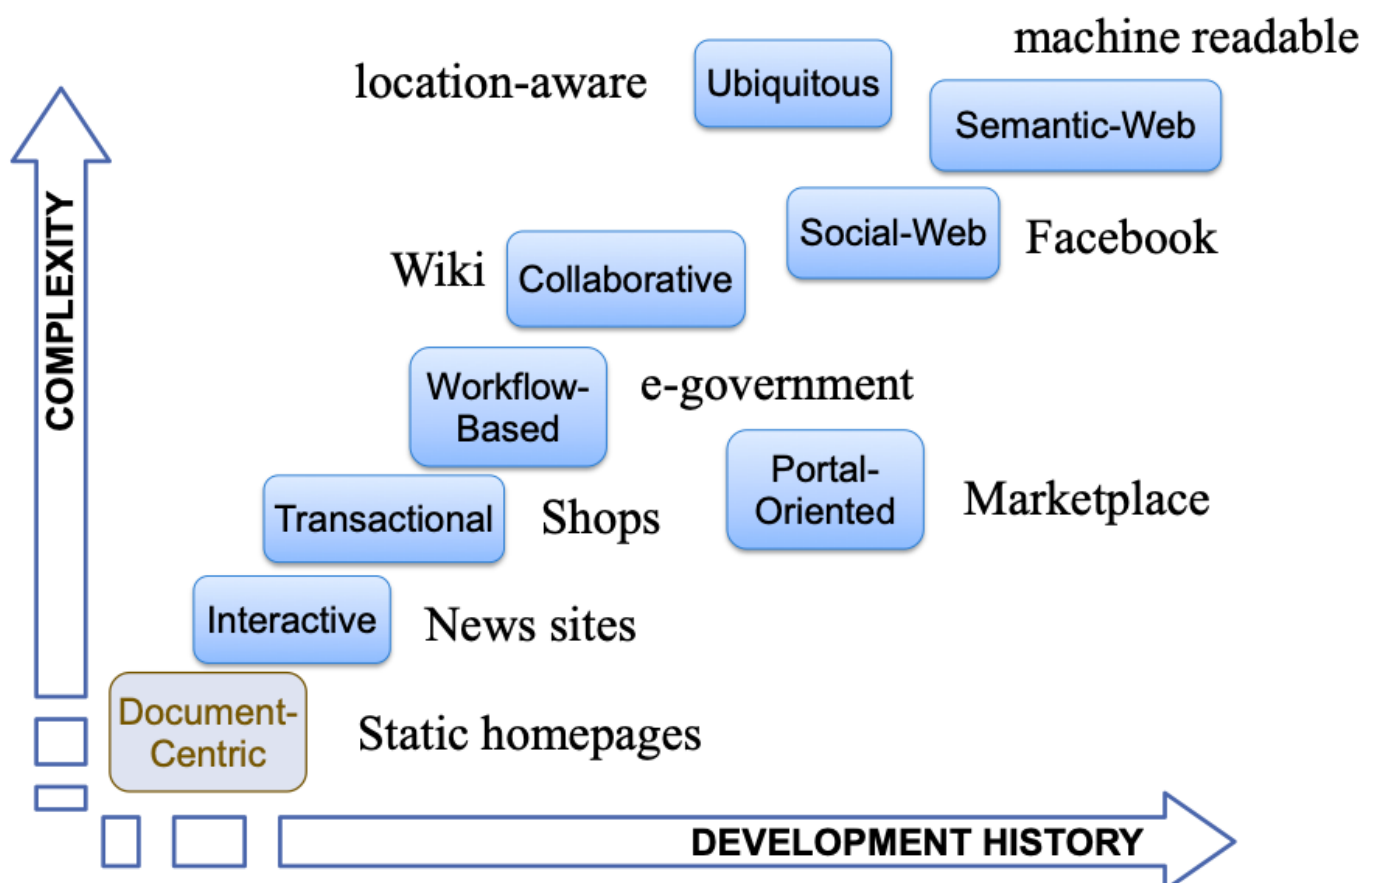 machine readable
location-aware
Ubiquitous
Semantic-Web
Social-Web
Facebook
Wiki
Collaborative
Workflow-
Based
e-government
Portal-
Oriented
Marketplace
Transactional
Shops
Interactive
News sites
Document-
Centric
Static homepages
COMPLEXITY
DEVELOPMENT HISTORY